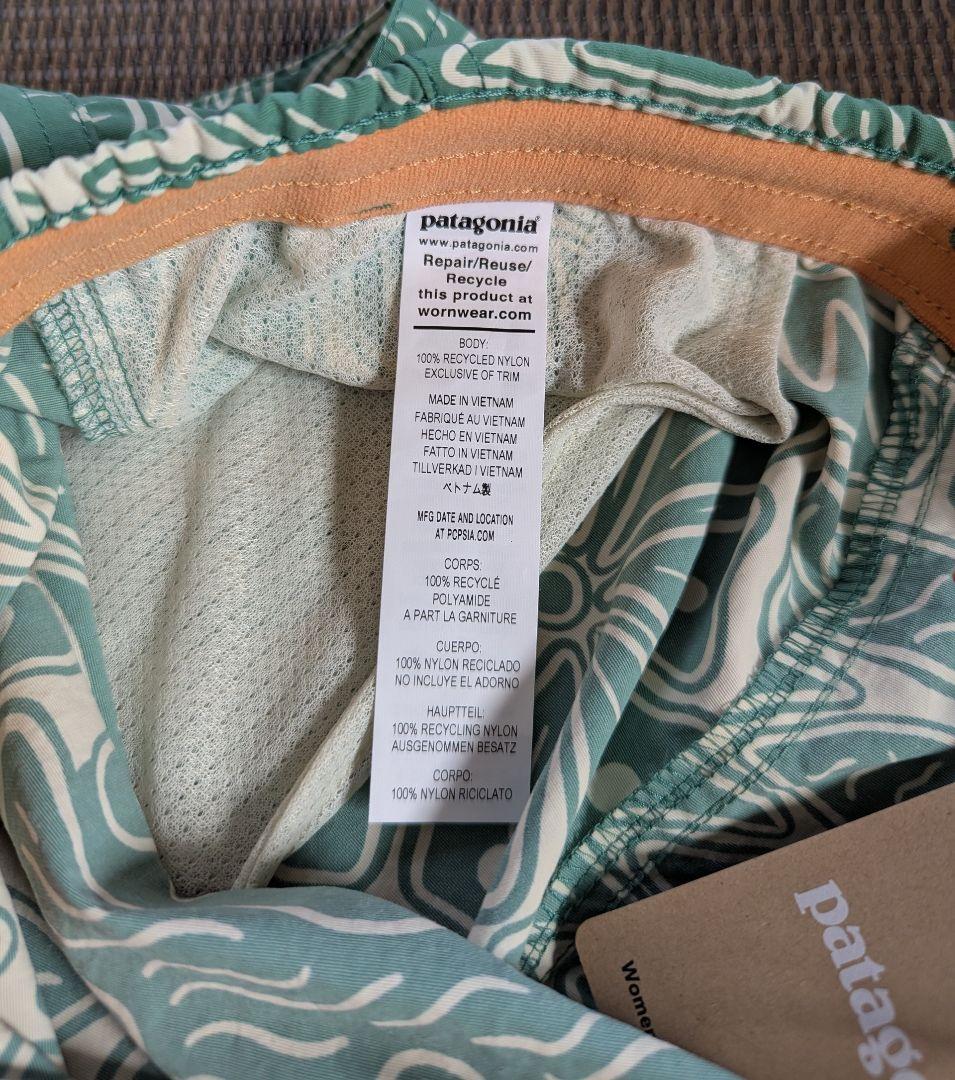 patagonia®
www.patagonia.com
Repair/Reuse/
Recycle
this product at
wornwear.com
BODY:
100% RECYCLED NYLON
EXCLUSIVE OF TRIM
MADE IN VIETNAM
FABRIQUÉ AU VIETNAM
HECHO EN VIETNAM
FATTO IN VIETNAM
TILLVERKAD I VIETNAM
ベトナム製
MFG DATE AND LOCATION
AT PCPSIA.COM
CORPS:
100% RECYCLÉ
POLYAMIDE
A PART LA GARNITURE
CUERPO:
100% NYLON RECICLADO
NO INCLUYE EL ADORNO
HAUPTTEIL:
100% RECYCLING NYLON
AUSGENOMMEN BESATZ
CORPO:
100% NYLON RICICLATO
patago
Women